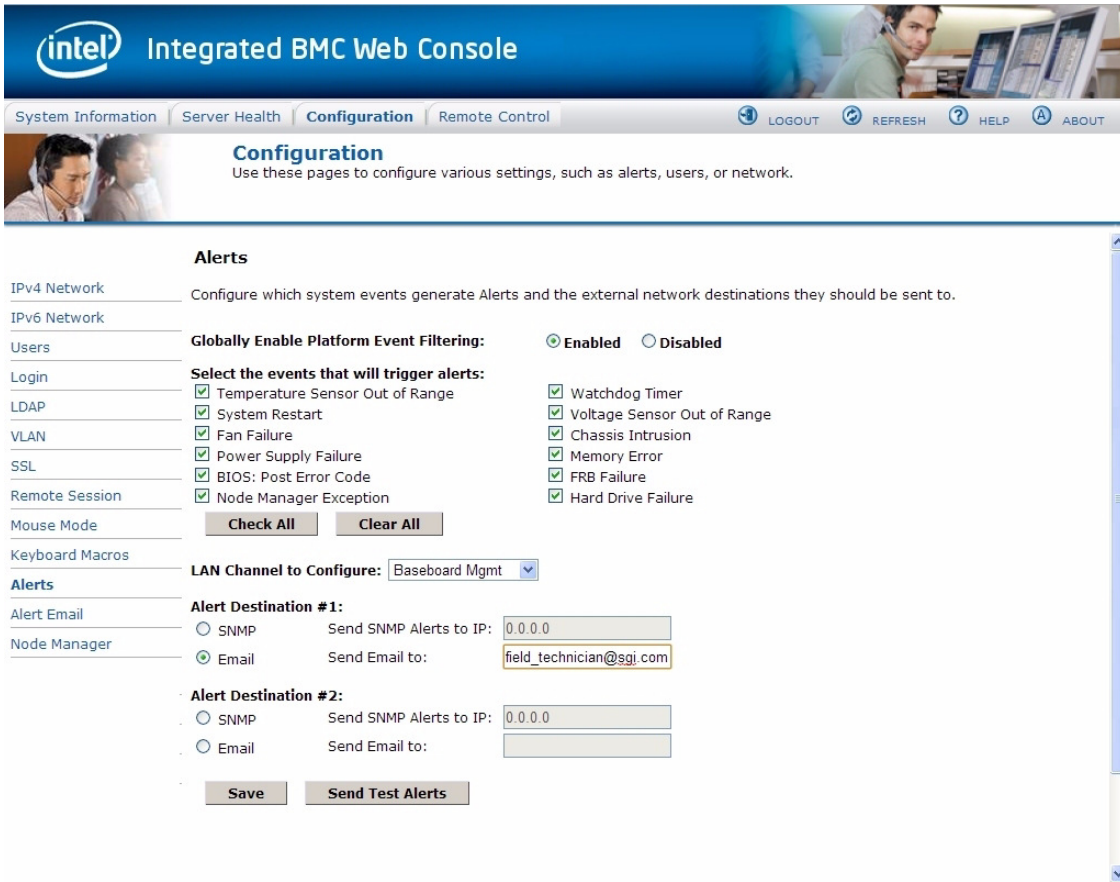 intel Integrated BMC Web Console
System Information Server Health Configuration Remote Control LOGOUT REFRESH ? HELP A ABOUT
Configuration
Use these pages to configure various settings, such as alerts, users, or network.
IPv4 Network
IPv6 Network
Users
Login
LDAP
VLAN
SSL
Remote Session
Mouse Mode
Keyboard Macros
Alerts
Alert Email
Node Manager
Alerts
Configure which system events generate Alerts and the external network destinations they should be sent to.
Globally Enable Platform Event Filtering: Enabled Disabled
Select the events that will trigger alerts:
Temperature Sensor Out of Range Watchdog Timer
System Restart Voltage Sensor Out of Range
Fan Failure Chassis Intrusion
Power Supply Failure Memory Error
BIOS: Post Error Code FRB Failure
Node Manager Exception Hard Drive Failure
Check All Clear All
LAN Channel to Configure: Baseboard Mgmt
Alert Destination #1:
SNMP Send SNMP Alerts to IP: 0.0.0.0
Email Send Email to: field_technician@sgi.com
Alert Destination #2:
SNMP Send SNMP Alerts to IP: 0.0.0.0
Email Send Email to:
Save Send Test Alerts